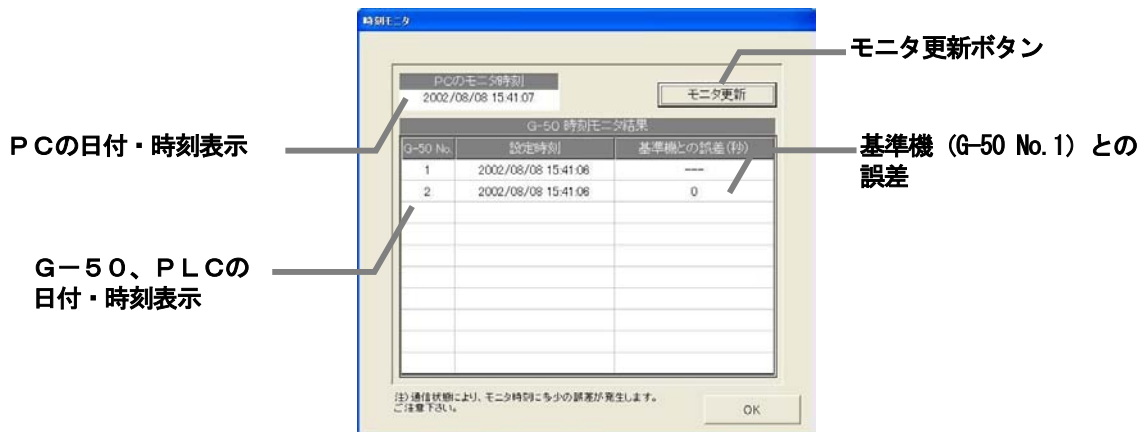 時刻モニタ
モニタ更新ボタン
PCのモニタ時刻
2002/08/08 15:41:07
モニタ更新
PCの日付・時刻表示
G-50 時刻モニタ結果
G-50 No. 設定時刻 基準機との誤差(秒)
基準機(G-50 No.1)との
誤差
1 2002/08/08 15:41:06 ---
2 2002/08/08 15:41:06 0
G-50、PLCの
日付・時刻表示
注)通信状態により、モニタ時刻に多少の誤差が発生します。
ご注意下さい。
OK